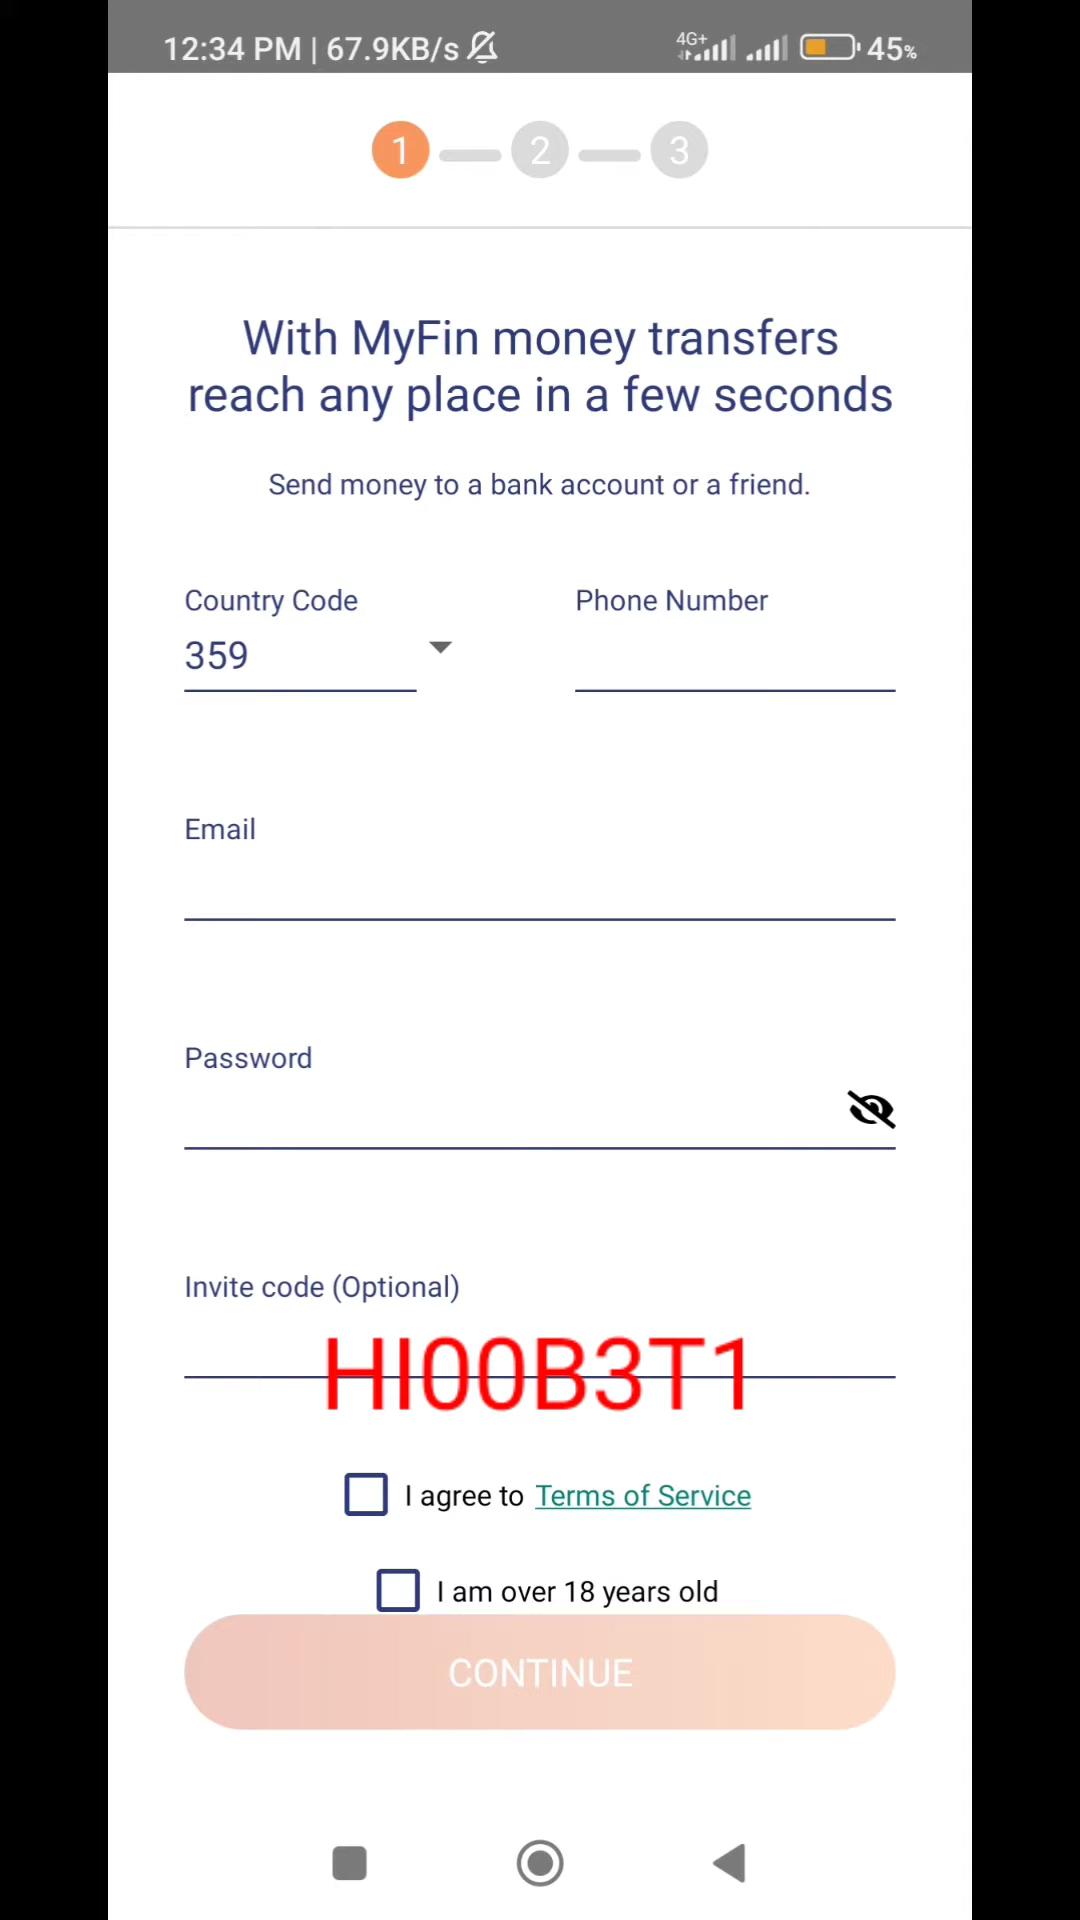 12:34 PM | 67.9KB/s 4G+ 45%
1 2 3
With MyFin money transfers
reach any place in a few seconds
Send money to a bank account or a friend.
Country Code Phone Number
359
Email
Password
Invite code (Optional)
HI00B3T1
I agree to Terms of Service
I am over 18 years old
CONTINUE